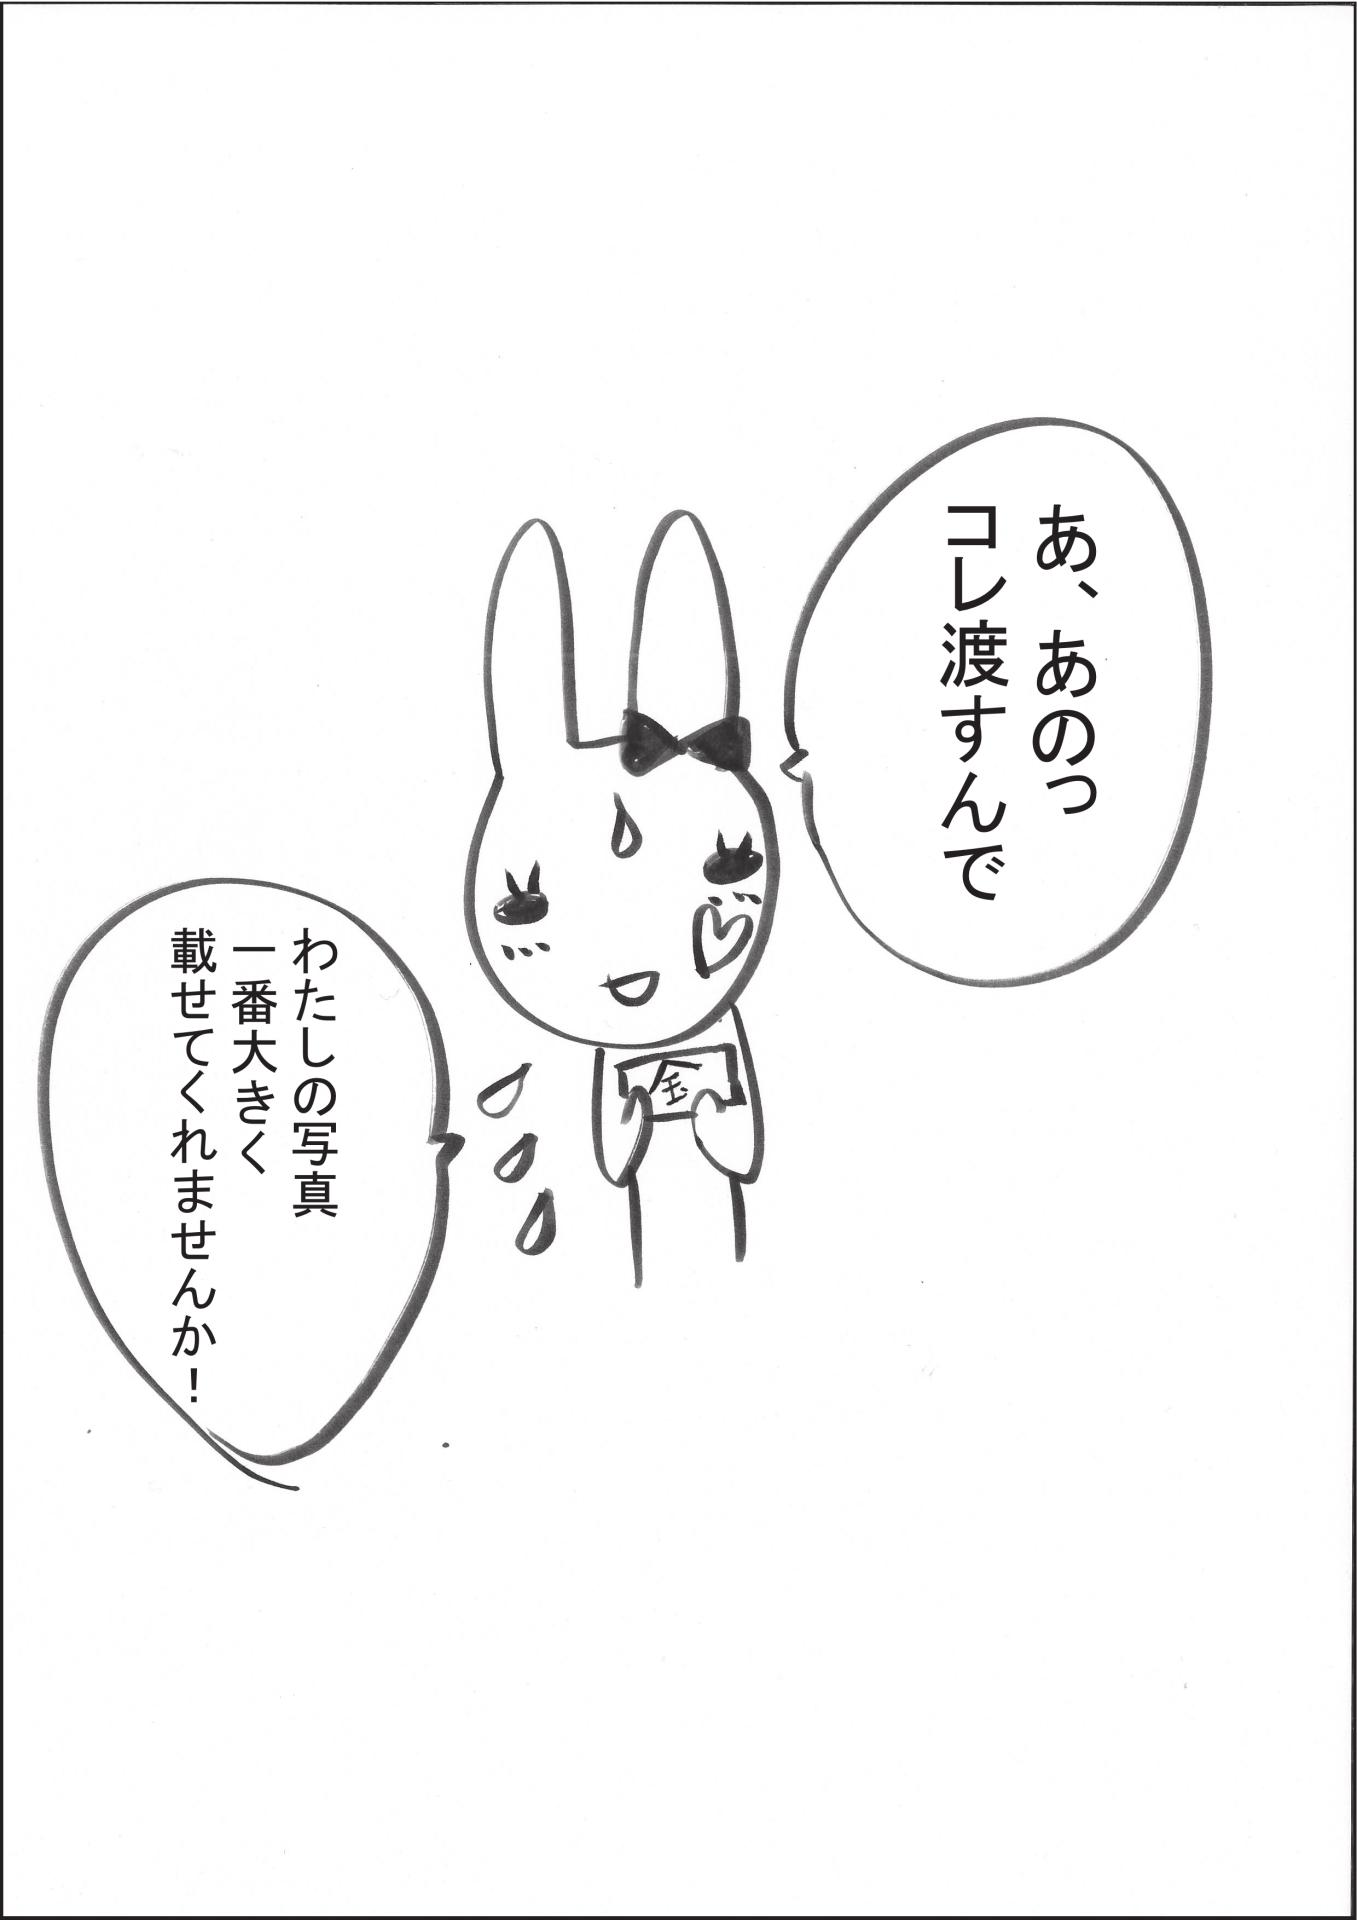 あ、あのっ
コレ渡すんで
金
わたしの写真
一番大きく
載せてくれませんか！